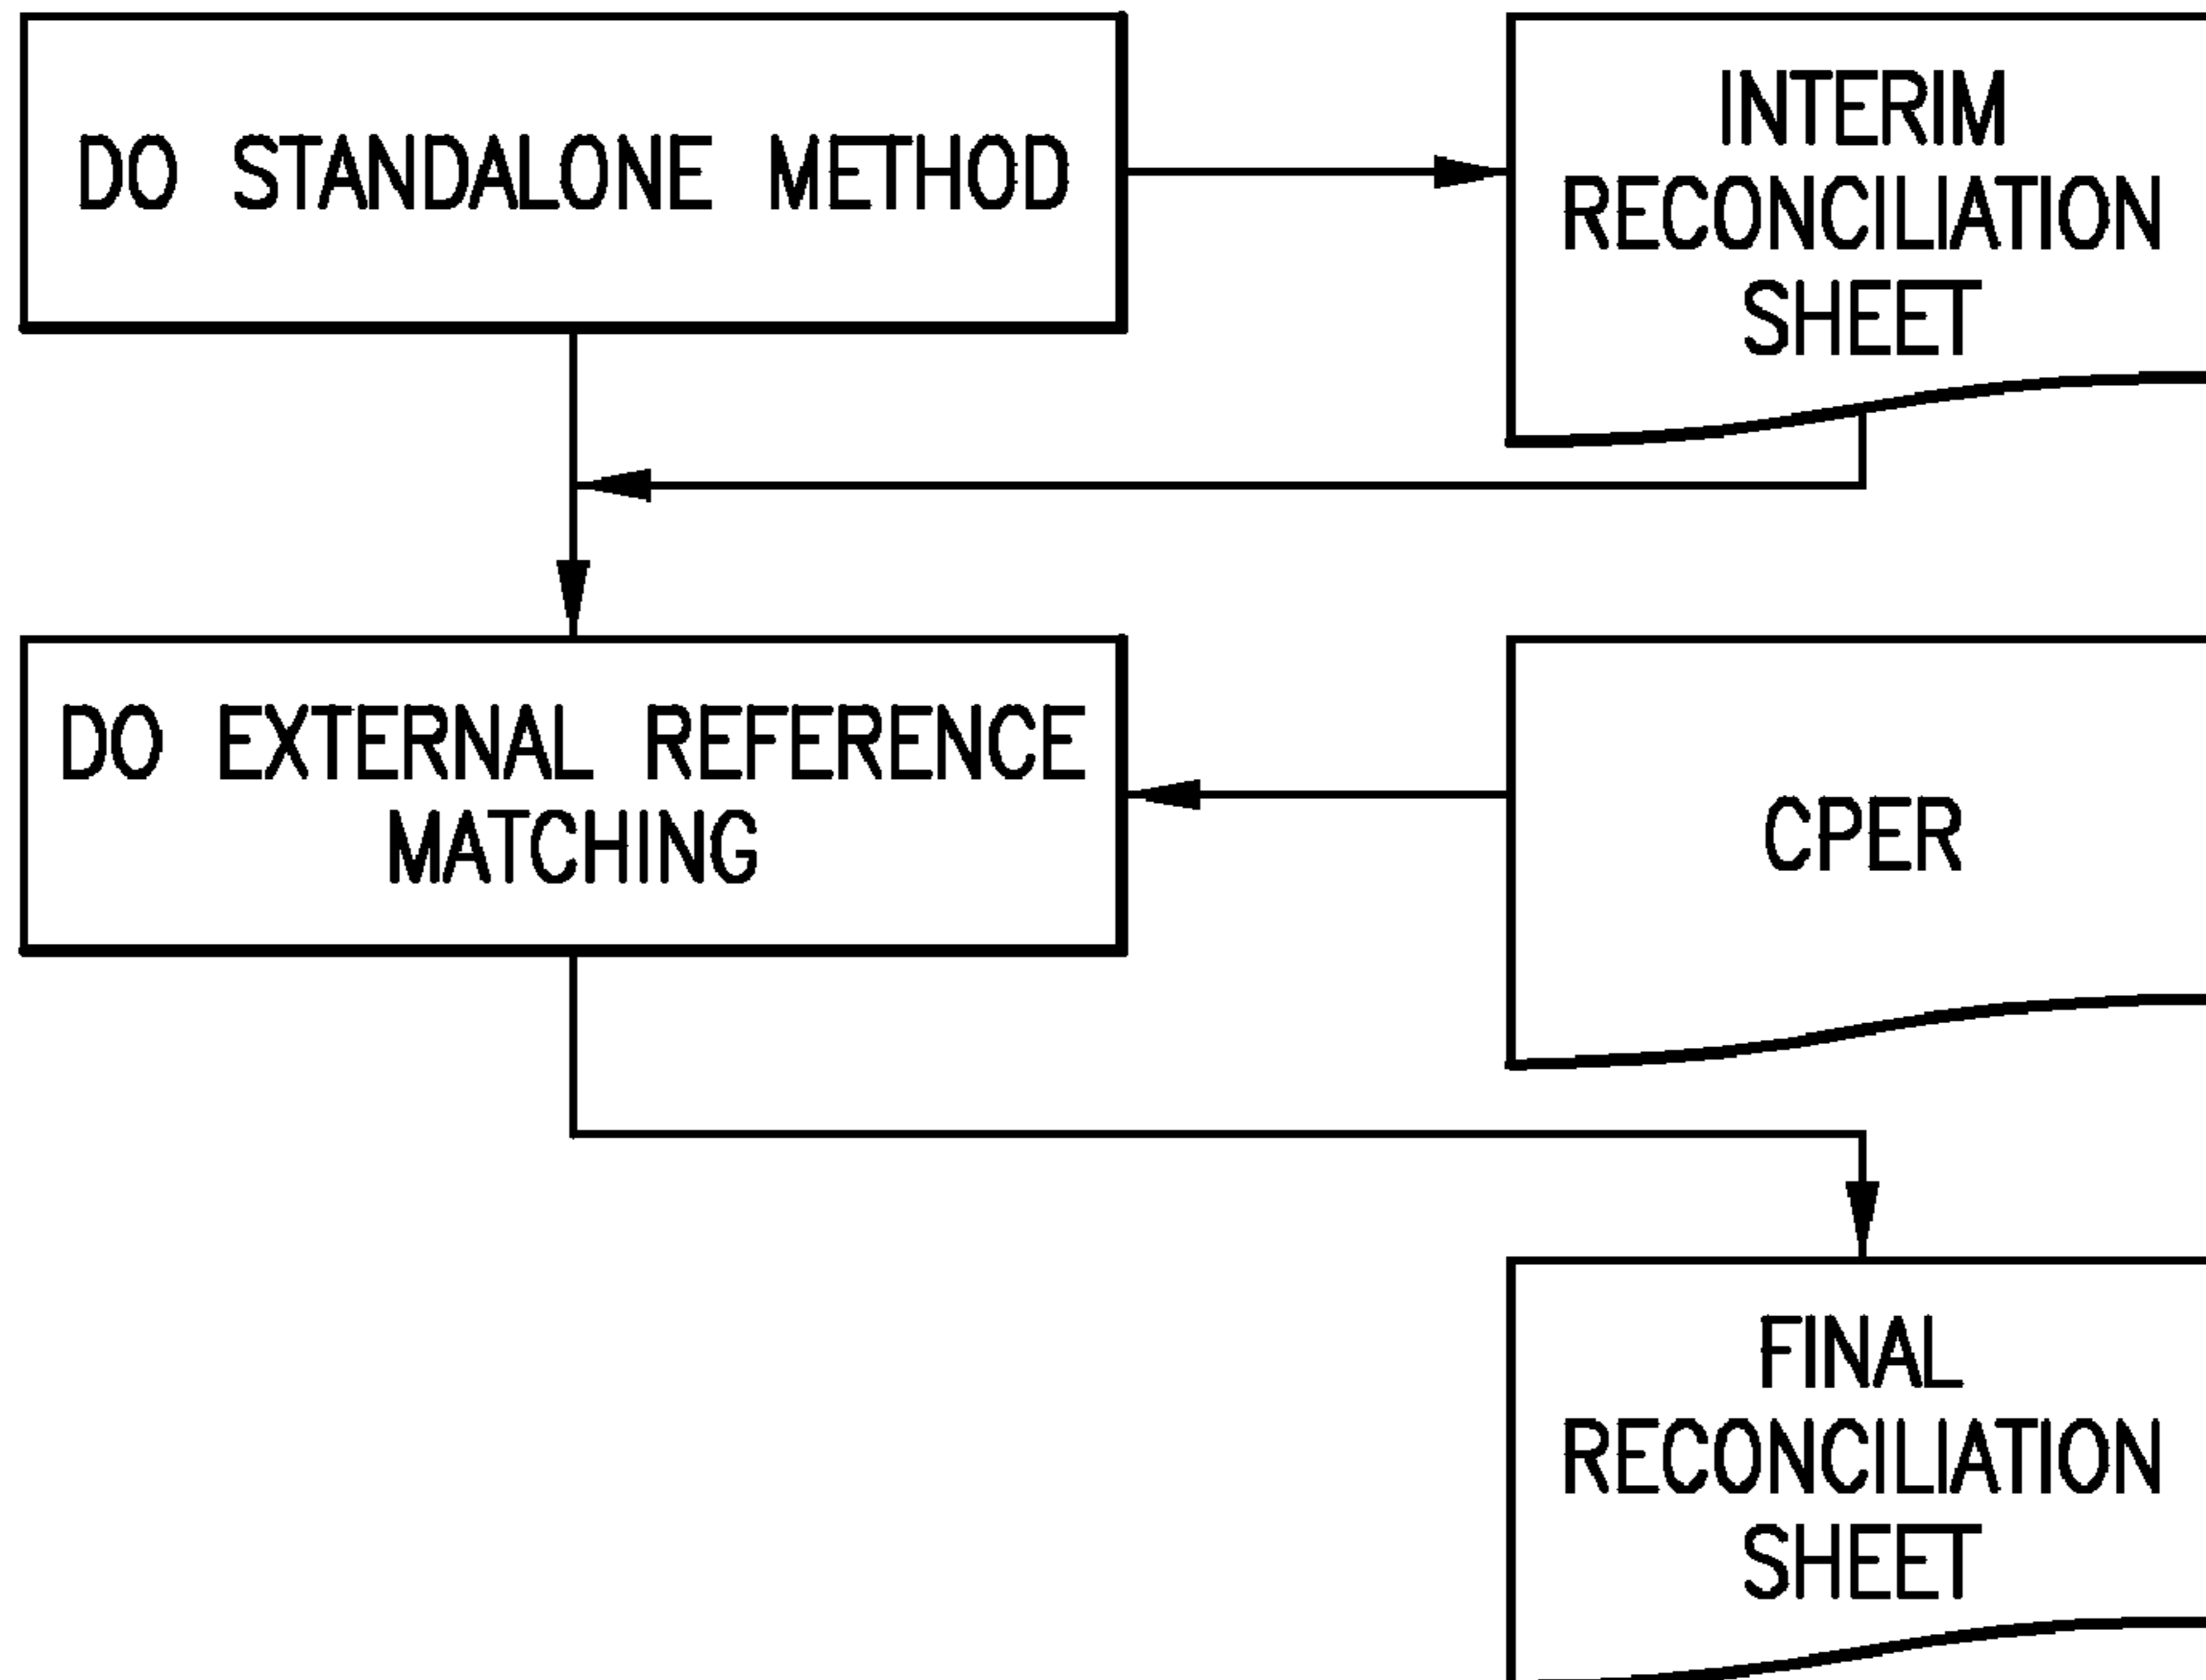 DO STANDALONE METHOD
INTERIM
RECONCILIATION
SHEET
DO EXTERNAL REFERENCE
MATCHING
CPER
FINAL
RECONCILIATION
SHEET